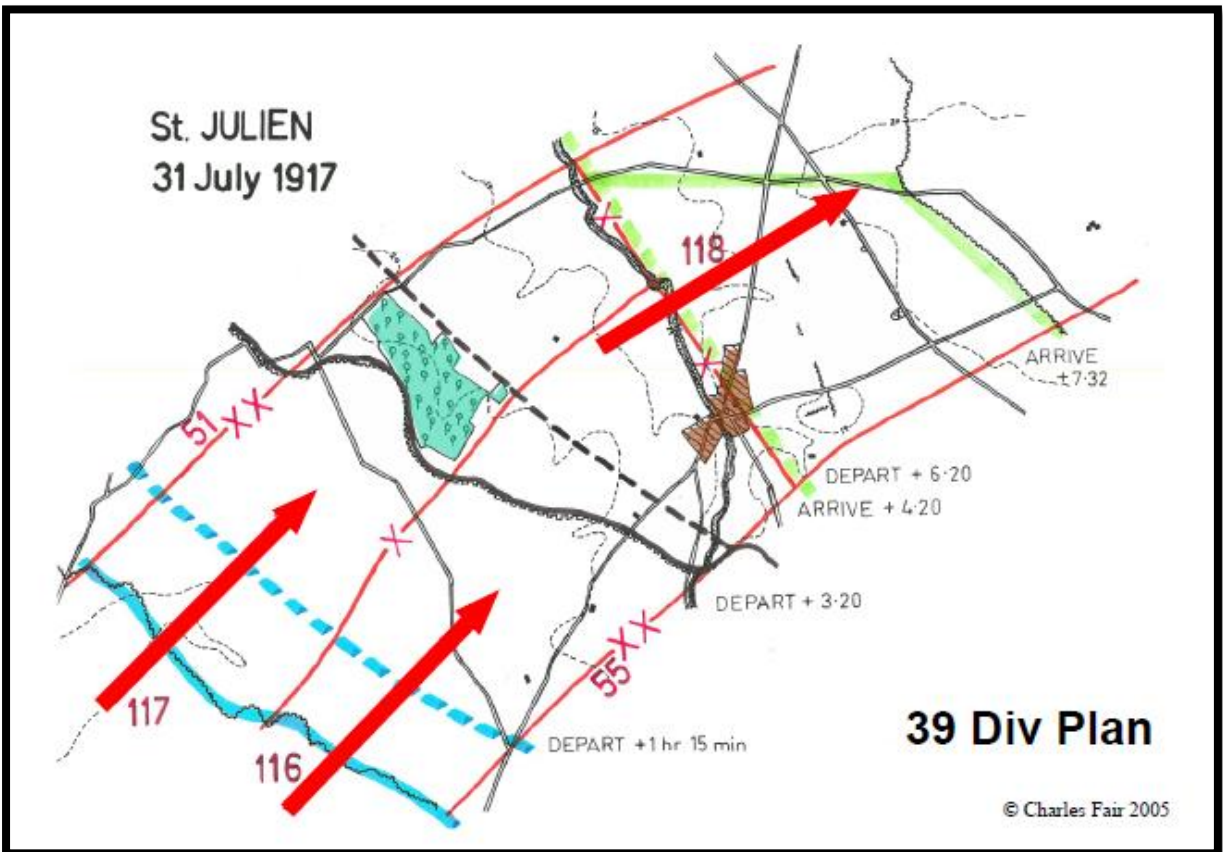 St. JULIEN
31 July 1917
118
ARRIVE
+7·32
51 XX
X
X
DEPART + 6·20
ARRIVE + 4·20
X
DEPART + 3·20
55 XX
117
116
DEPART +1 hr 15 min
39 Div Plan
© Charles Fair 2005